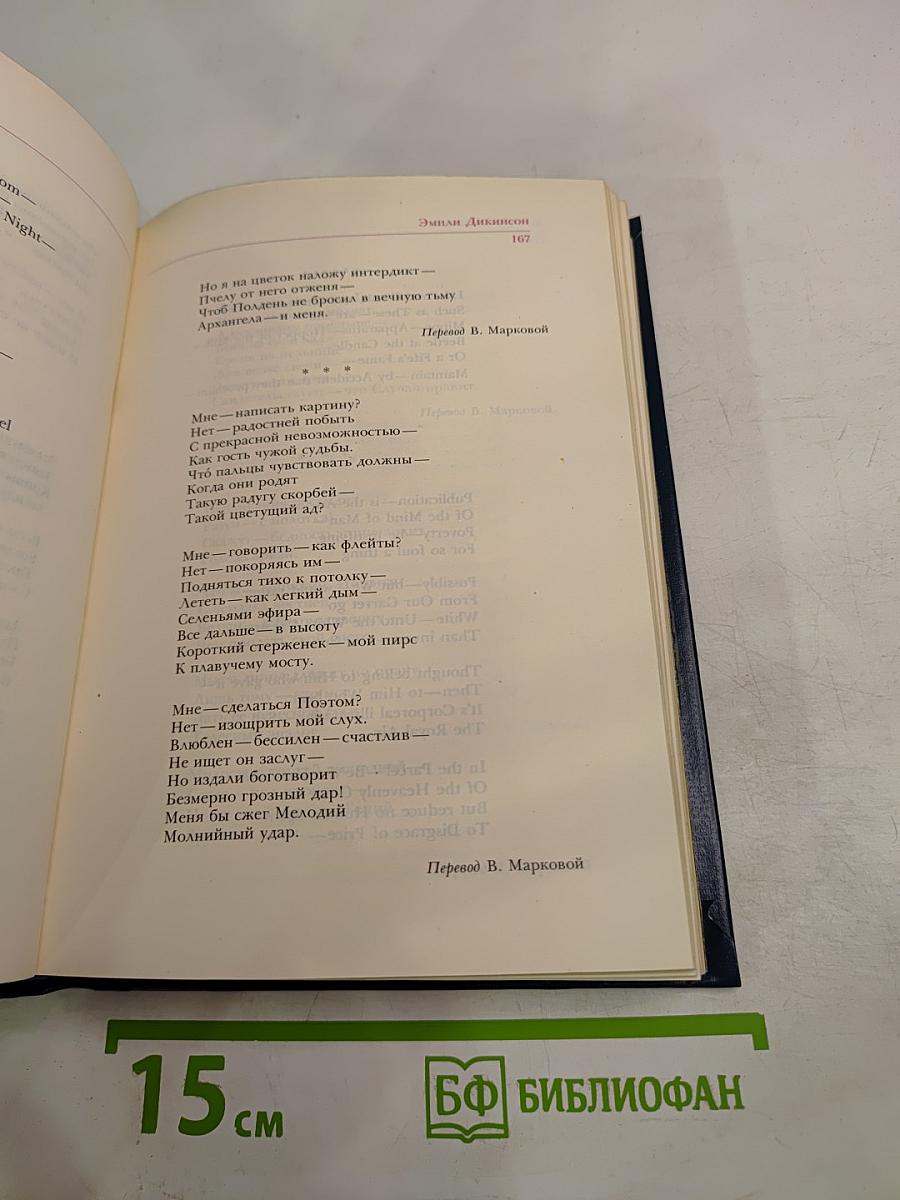 om—
—
Night—
—
el
Эмили Дикинсон
167
Но я на цветок наложу интердикт—
Пчелу от него отженя—
Чтоб Полдень не бросил в вечную тьму
Архангела—и меня.
Перевод В. Марковой
* * *
Мне—написать картину?
Нет—радостней побыть
С прекрасной невозможностью—
Как гость чужой судьбы.
Что́ пальцы чувствовать должны—
Когда они родят
Такую радугу скорбей—
Такой цветущий ад?
Мне—говорить—как флейты?
Нет—покоряясь им—
Подняться тихо к потолку—
Лететь—как легкий дым—
Селеньями эфира—
Все дальше—в высоту
Короткий стерженек—мой пирс
К плавучему мосту.
Мне—сделаться Поэтом?
Нет—изощрить мой слух.
Влюблен—бессилен—счастлив—
Не ищет он заслуг—
Но издали боготворит
Безмерно грозный дар!
Меня бы сжег Мелодий
Молнийный удар.
Перевод В. Марковой
15 см
БФ БИБЛИОФАН